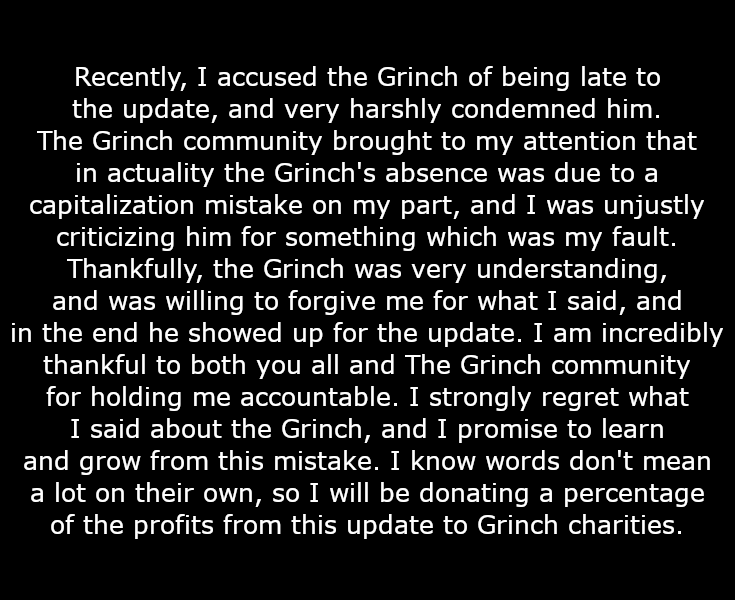 Recently, I accused the Grinch of being late to
the update, and very harshly condemned him.
The Grinch community brought to my attention that
in actuality the Grinch's absence was due to a
capitalization mistake on my part, and I was unjustly
criticizing him for something which was my fault.
Thankfully, the Grinch was very understanding,
and was willing to forgive me for what I said, and
in the end he showed up for the update. I am incredibly
thankful to both you all and The Grinch community
for holding me accountable. I strongly regret what
I said about the Grinch, and I promise to learn
and grow from this mistake. I know words don't mean
a lot on their own, so I will be donating a percentage
of the profits from this update to Grinch charities.